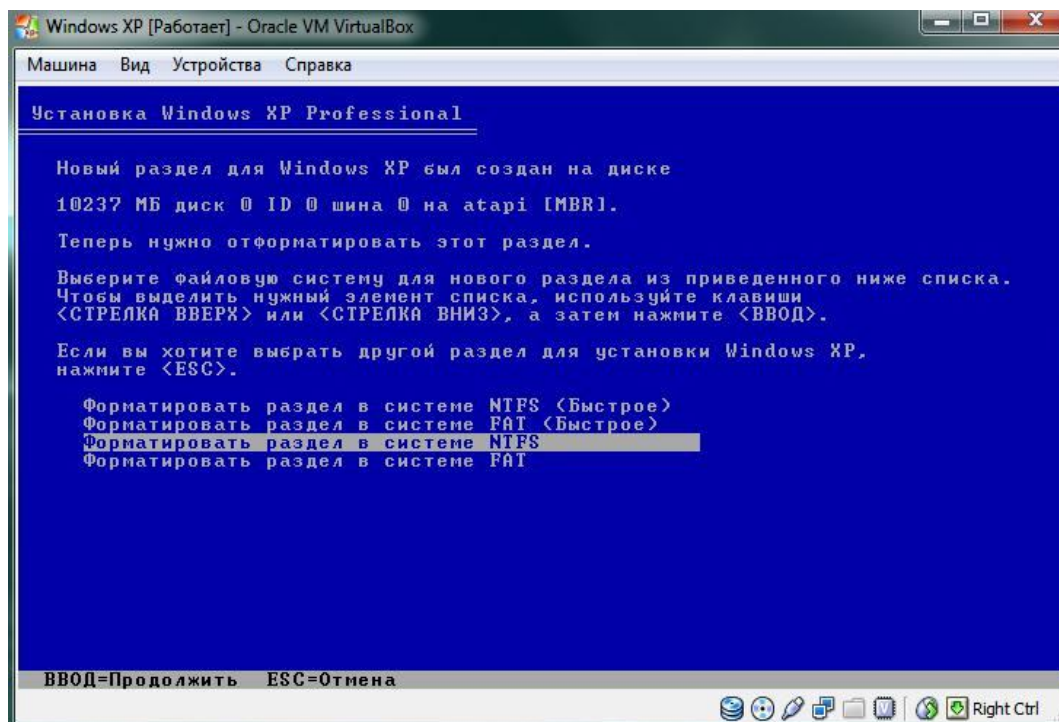 Windows XP [Работает] - Oracle VM VirtualBox
Машина Вид Устройства Справка
Установка Windows XP Professional
Новый раздел для Windows XP был создан на диске
10237 МБ диск 0 ID 0 шина 0 на atapi [MBR].
Теперь нужно отформатировать этот раздел.
Выберите файловую систему для нового раздела из приведенного ниже списка.
Чтобы выделить нужный элемент списка, используйте клавиши
<СТРЕЛКА ВВЕРХ> или <СТРЕЛКА ВНИЗ>, а затем нажмите <ВВОД>.
Если вы хотите выбрать другой раздел для установки Windows XP,
нажмите <ESC>.
Форматировать раздел в системе NTFS (Быстрое)
Форматировать раздел в системе FAT (Быстрое)
Форматировать раздел в системе NTFS
Форматировать раздел в системе FAT
ВВОД=Продолжить ESC=Отмена
Right Ctrl